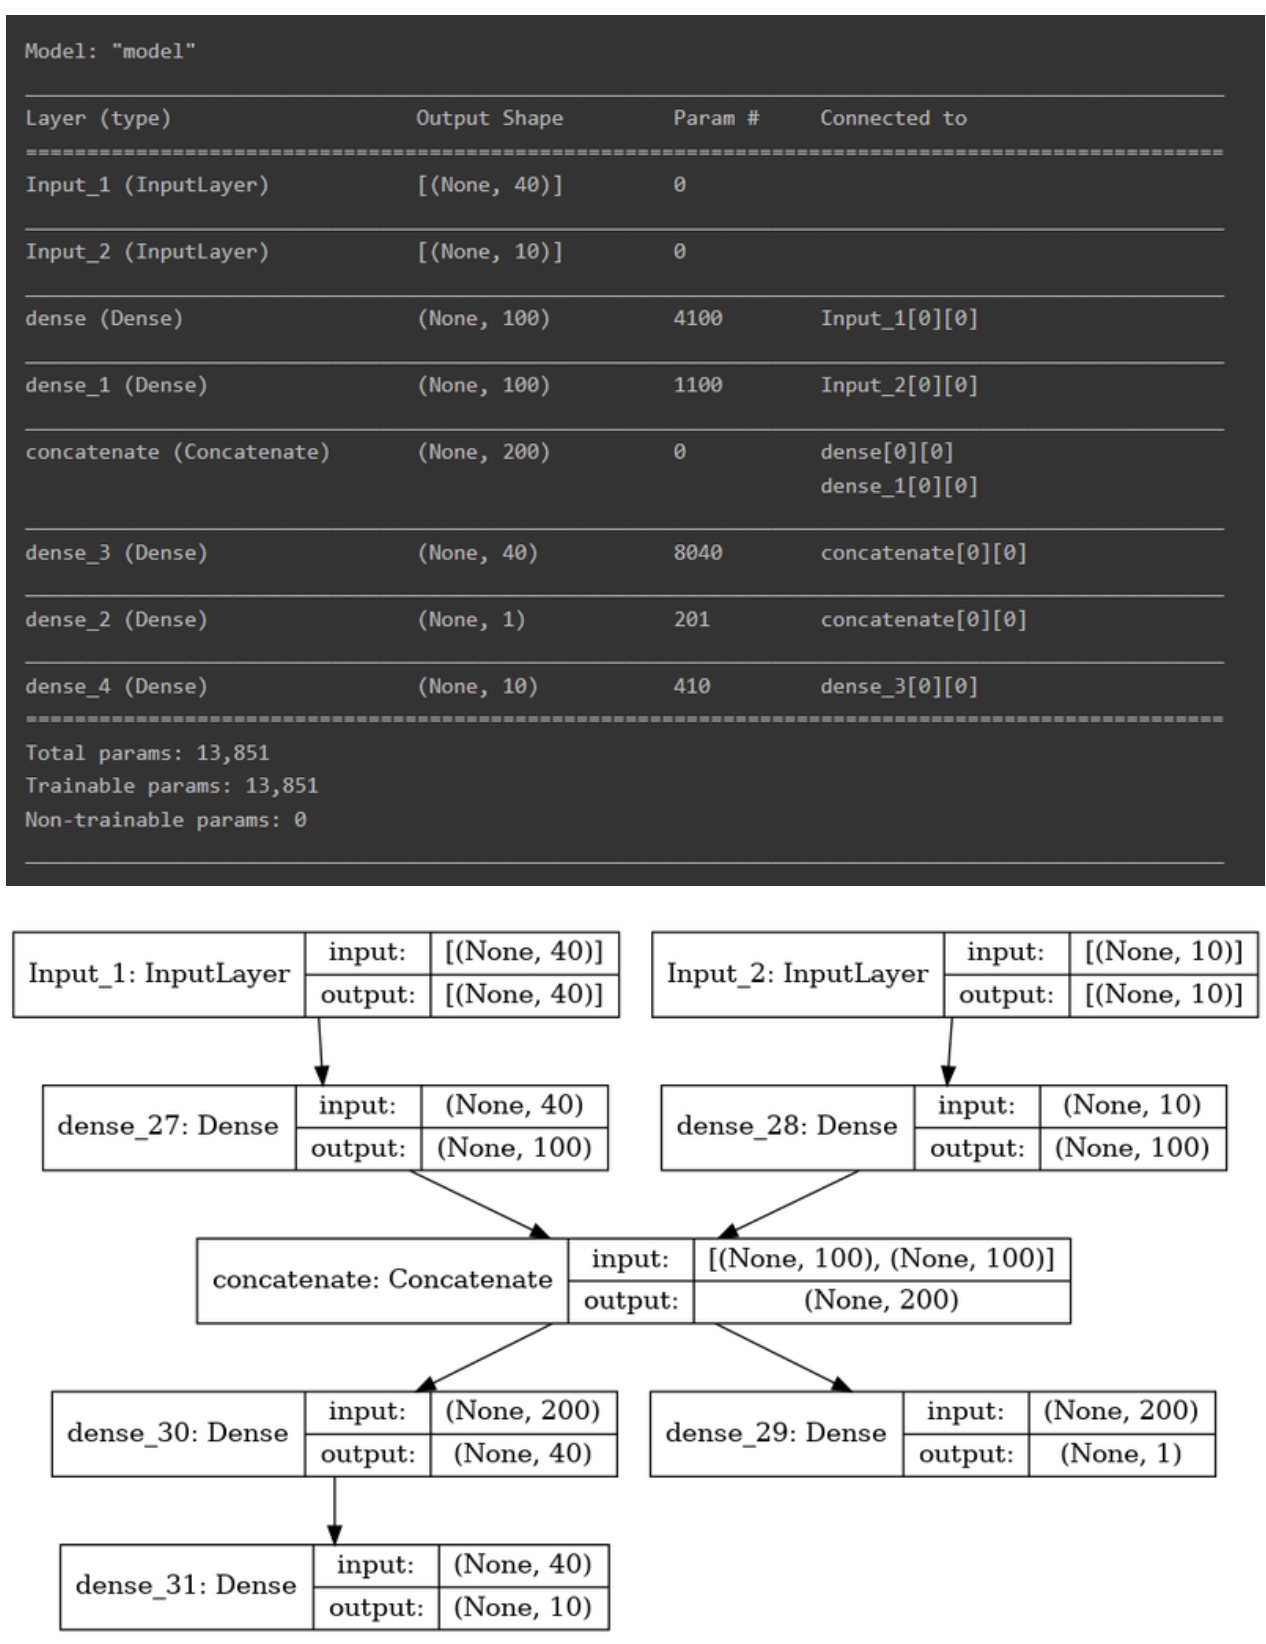 Model: "model"
Layer (type) Output Shape Param # Connected to
Input_1 (InputLayer) [(None, 40)] 0
Input_2 (InputLayer) [(None, 10)] 0
dense (Dense) (None, 100) 4100 Input_1[0][0]
dense_1 (Dense) (None, 100) 1100 Input_2[0][0]
concatenate (Concatenate) (None, 200) 0 dense[0][0]
dense_1[0][0]
dense_3 (Dense) (None, 40) 8040 concatenate[0][0]
dense_2 (Dense) (None, 1) 201 concatenate[0][0]
dense_4 (Dense) (None, 10) 410 dense_3[0][0]
Total params: 13,851
Trainable params: 13,851
Non-trainable params: 0
Input_1: InputLayer
input: [(None, 40)]
output: [(None, 40)]
Input_2: InputLayer
input: [(None, 10)]
output: [(None, 10)]
dense_27: Dense
input: (None, 40)
output: (None, 100)
dense_28: Dense
input: (None, 10)
output: (None, 100)
concatenate: Concatenate
input: [(None, 100), (None, 100)]
output: (None, 200)
dense_30: Dense
input: (None, 200)
output: (None, 40)
dense_29: Dense
input: (None, 200)
output: (None, 1)
dense_31: Dense
input: (None, 40)
output: (None, 10)